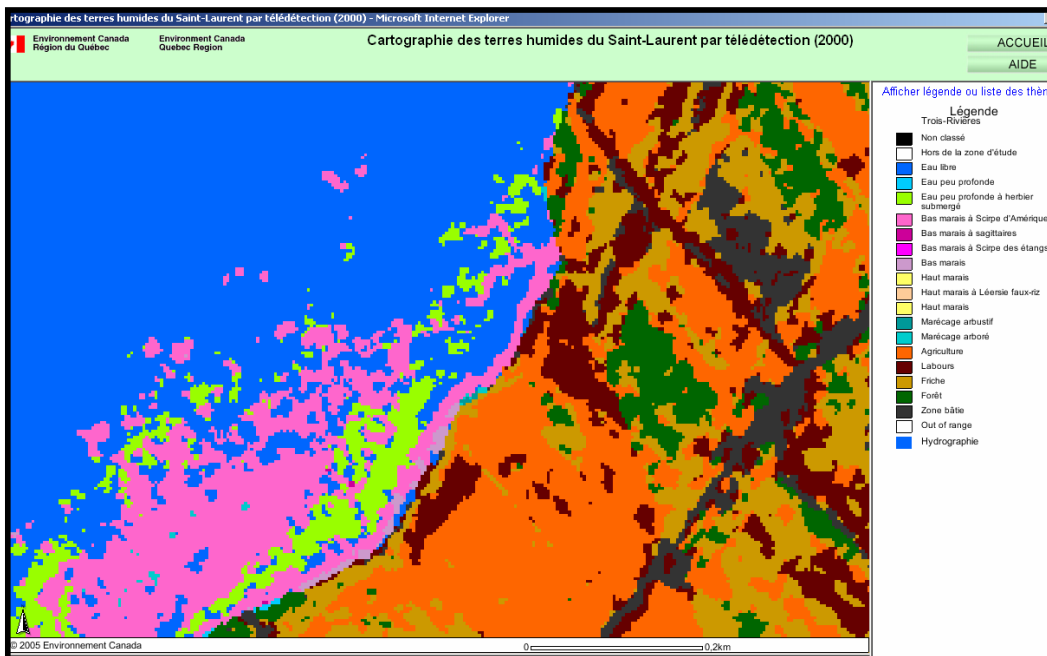 rtographie des terres humides du Saint-Laurent par télédétection (2000) - Microsoft Internet Explorer
Environnement Canada
Région du Québec
Environment Canada
Quebec Region
Cartographie des terres humides du Saint-Laurent par télédétection (2000)
ACCUEIL
AIDE
Afficher légende ou liste des thèm
Légende
Trois-Rivières
Non classé
Hors de la zone d'étude
Eau libre
Eau peu profonde
Eau peu profonde à herbier
submergé
Bas marais à Scirpe d'Amérique
Bas marais à sagittaires
Bas marais à Scirpe des étangs
Bas marais
Haut marais
Haut marais à Léersie faux-riz
Haut marais
Marécage arbustif
Marécage arboré
Agriculture
Labours
Friche
Forêt
Zone bâtie
Out of range
Hydrographie
© 2005 Environnement Canada
0
0,2km